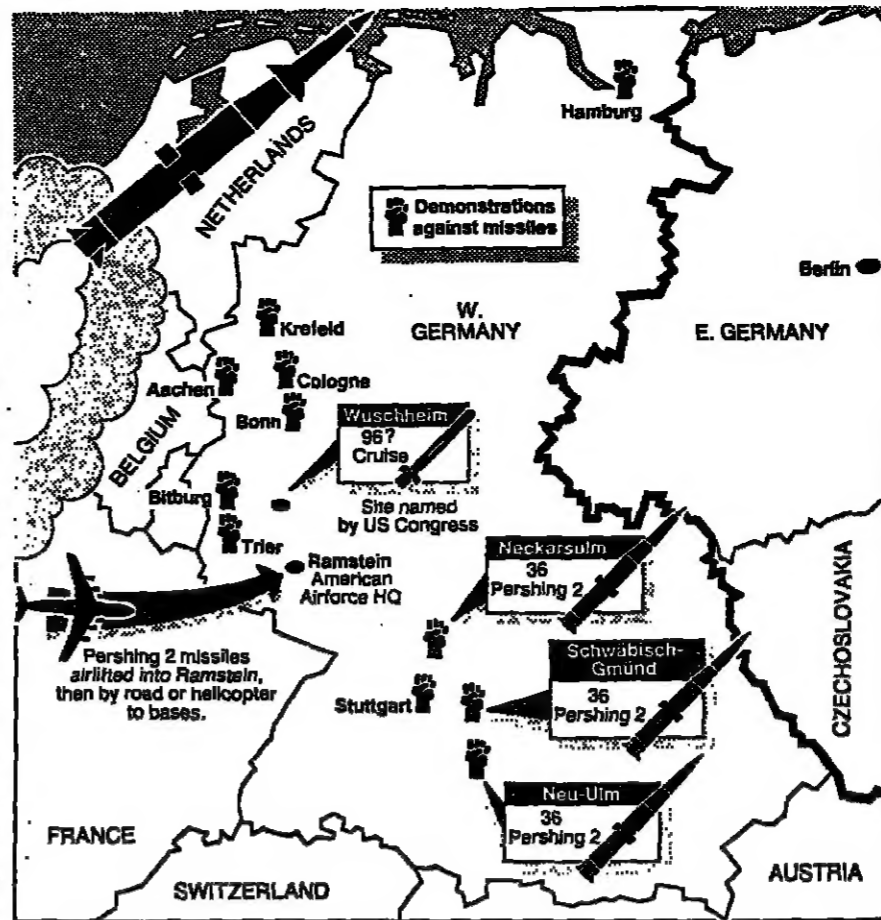 Hamburg
NETHERLANDS
Demonstrations
against missiles
Berlin
W.
GERMANY
E. GERMANY
Krefeld
Aachen
Cologne
Bonn
BELGIUM
Wuschheim
96?
Cruise
Site named
by US Congress
Bitburg
Trier
Ramstein
American
Airforce HQ
Neckarsulm
36
Pershing 2
CZECHOSLOVAKIA
Pershing 2 missiles
airlifted into Ramstein,
then by road or helicopter
to bases.
Schwäbisch-
Gmünd
36
Pershing 2
Stuttgart
Neu-Ulm
36
Pershing 2
FRANCE
SWITZERLAND
AUSTRIA